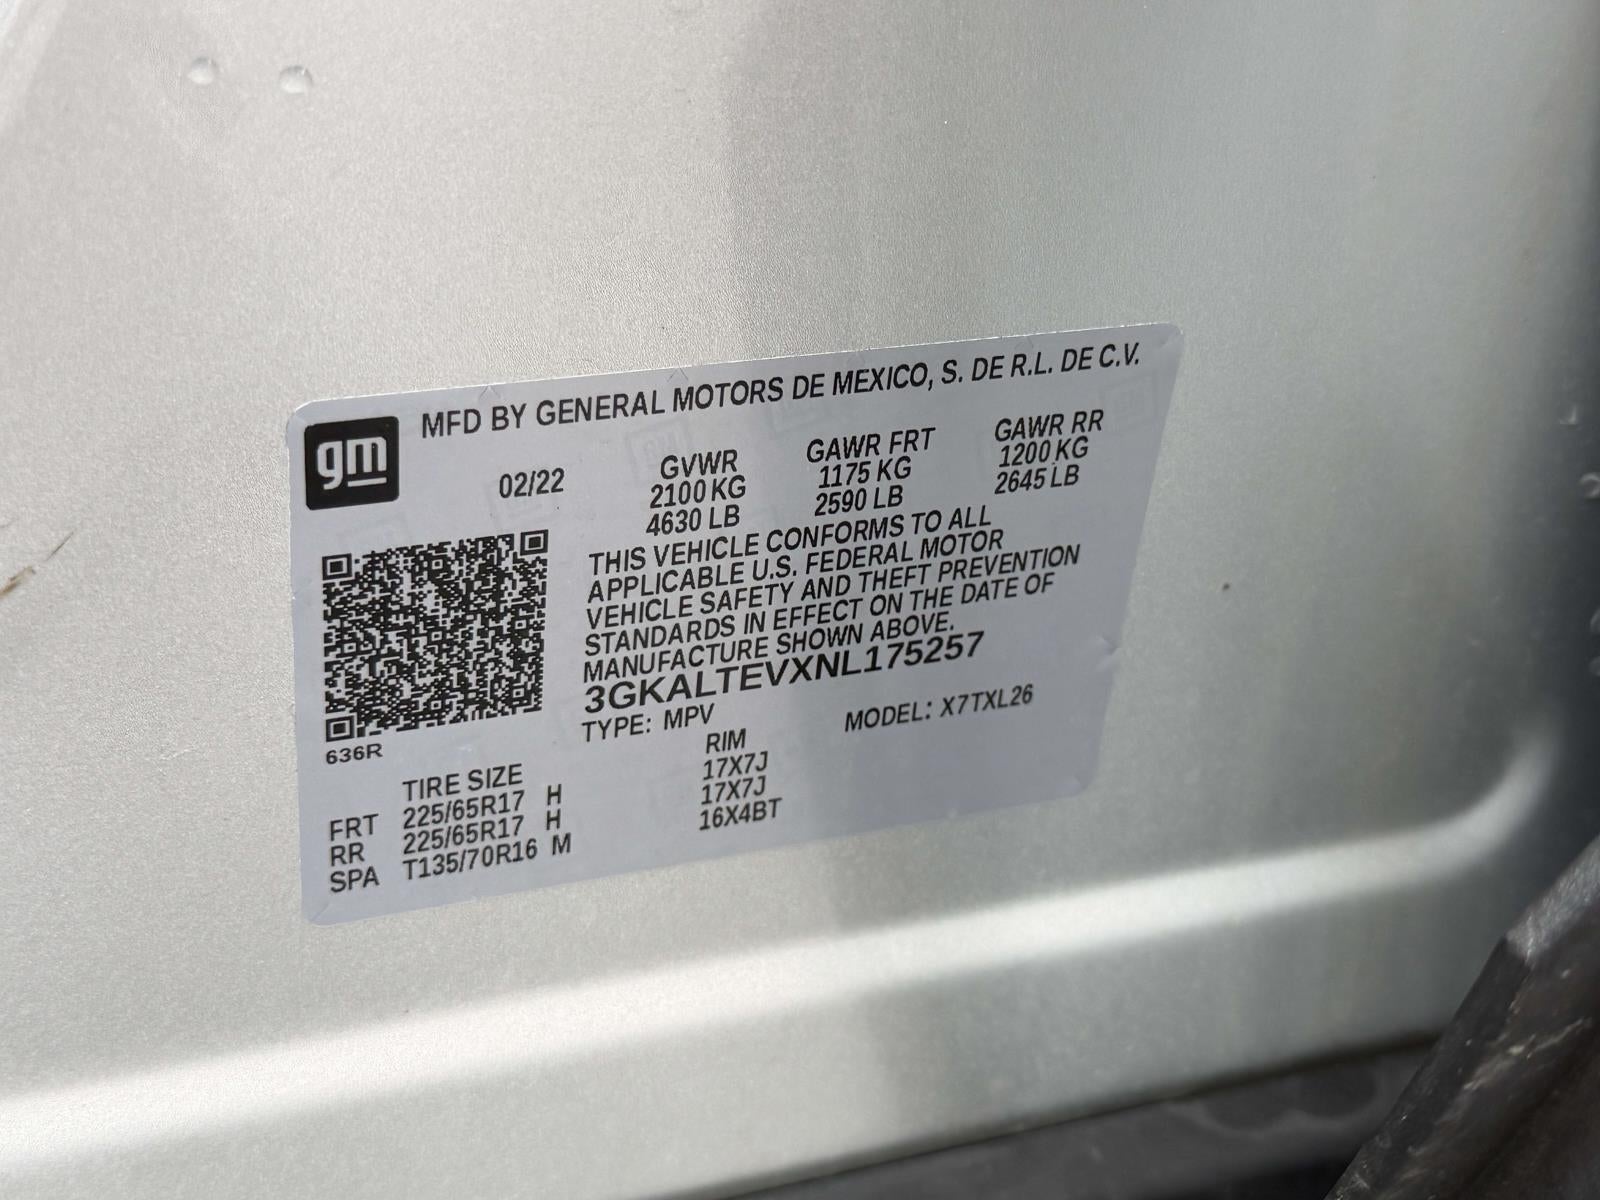 MFD BY GENERAL MOTORS DE MEXICO, S. DE R.L. DE C.V.
gm
02/22
GVWR GAWR FRT GAWR RR
2100 KG 1175 KG 1200 KG
4630 LB 2590 LB 2645 LB
THIS VEHICLE CONFORMS TO ALL
APPLICABLE U.S. FEDERAL MOTOR
VEHICLE SAFETY AND THEFT PREVENTION
STANDARDS IN EFFECT ON THE DATE OF
MANUFACTURE SHOWN ABOVE.
3GKALTEVXNL175257
TYPE: MPV MODEL: X7TXL26
636R
TIRE SIZE RIM
FRT 225/65R17 H 17X7J
RR 225/65R17 H 17X7J
SPA T135/70R16 M 16X4BT